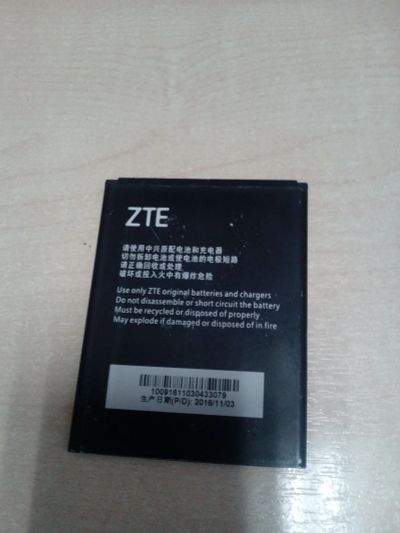 ZTE
请使用中兴原配电池和充电器
切勿拆卸电池或使电池的电极短路
请正确回收或处理
破坏或投入火中有爆炸危险
Use only ZTE original batteries and chargers
Do not disassemble or short circuit the battery
Must be recycled or disposed of properly
May explode if damaged or disposed of in fire
10091611030433079
生产日期(P/D): 2016/11/03